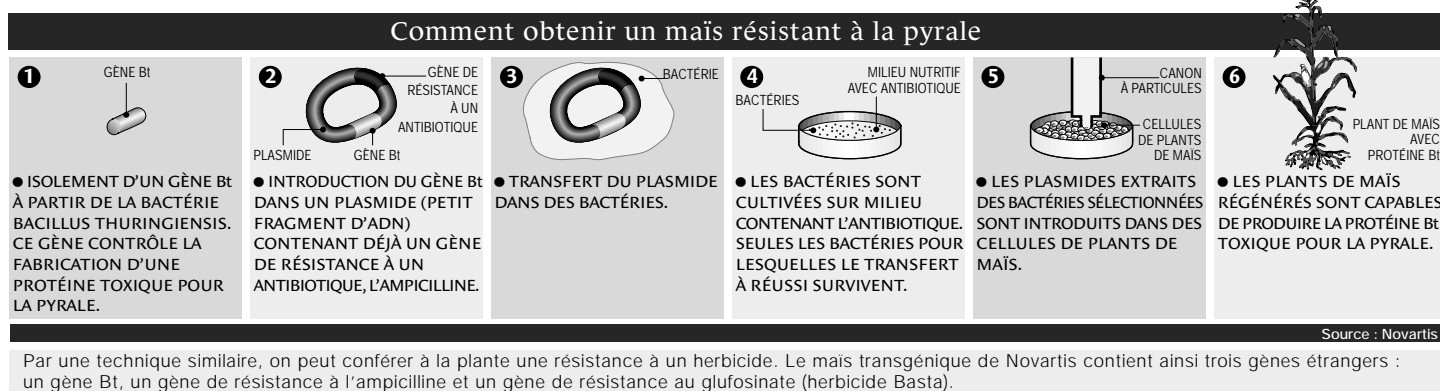 Comment obtenir un maïs résistant à la pyrale
1
GÈNE Bt
● ISOLEMENT D'UN GÈNE Bt
À PARTIR DE LA BACTÉRIE
BACILLUS THURINGIENSIS.
CE GÈNE CONTRÔLE LA
FABRICATION D'UNE
PROTÉINE TOXIQUE POUR
LA PYRALE.
2
GÈNE DE
RÉSISTANCE
À UN
ANTIBIOTIQUE
PLASMIDE
GÈNE Bt
● INTRODUCTION DU GÈNE Bt
DANS UN PLASMIDE (PETIT
FRAGMENT D'ADN)
CONTENANT DÉJÀ UN GÈNE
DE RÉSISTANCE À UN
ANTIBIOTIQUE, L'AMPICILLINE.
3
BACTÉRIE
● TRANSFERT DU PLASMIDE
DANS DES BACTÉRIES.
4
BACTÉRIES
MILIEU NUTRITIF
AVEC ANTIBIOTIQUE
● LES BACTÉRIES SONT
CULTIVÉES SUR MILIEU
CONTENANT L'ANTIBIOTIQUE.
SEULES LES BACTÉRIES POUR
LESQUELLES LE TRANSFERT
À RÉUSSI SURVIVENT.
5
CANON
À PARTICULES
CELLULES
DE PLANTS
DE MAÏS
● LES PLASMIDES EXTRAITS
DES BACTÉRIES SÉLECTIONNÉES
SONT INTRODUITS DANS DES
CELLULES DE PLANTS DE
MAÏS.
6
PLANT DE MAÏS
AVEC
PROTÉINE Bt
● LES PLANTS DE MAÏS
RÉGÉNÉRÉS SONT CAPABLES
DE PRODUIRE LA PROTÉINE Bt
TOXIQUE POUR LA PYRALE.
Source : Novartis
Par une technique similaire, on peut conférer à la plante une résistance à un herbicide. Le maïs transgénique de Novartis contient ainsi trois gènes étrangers :
un gène Bt, un gène de résistance à l'ampicilline et un gène de résistance au glufosinate (herbicide Basta).